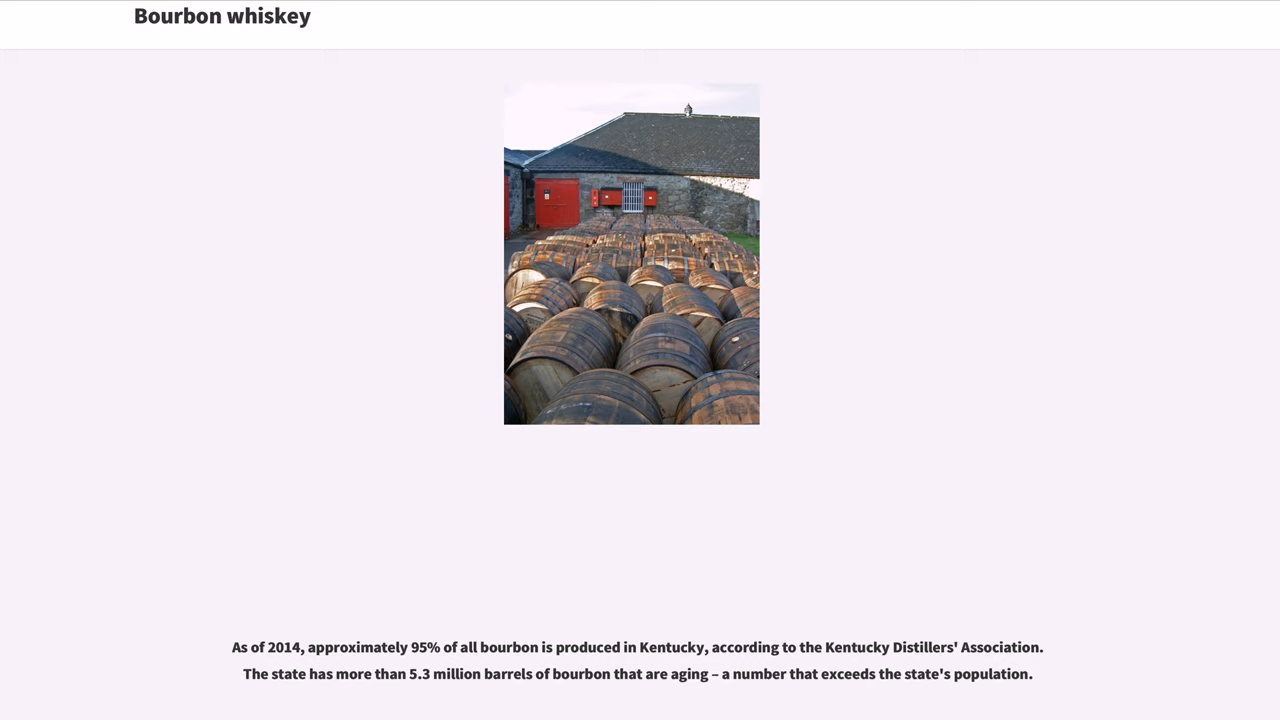 Bourbon whiskey
As of 2014, approximately 95% of all bourbon is produced in Kentucky, according to the Kentucky Distillers' Association.
The state has more than 5.3 million barrels of bourbon that are aging – a number that exceeds the state's population.